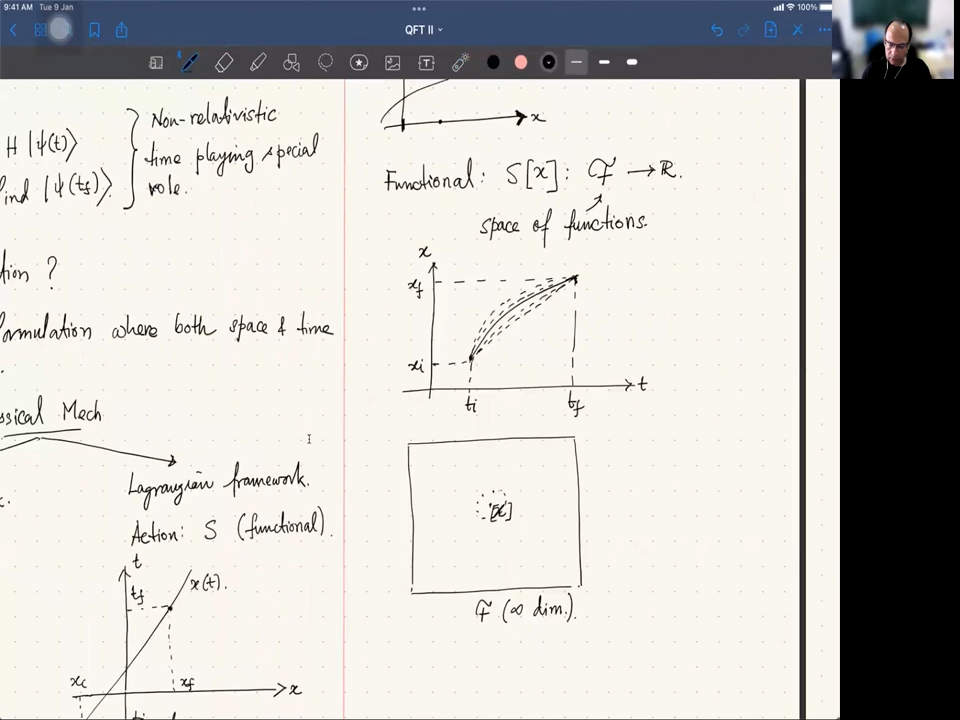 9:41 AM Tue 9 Jan
100%
QFT II
H |ψ(t)⟩
find |ψ(tf)⟩.
Non-relativistic
time playing special
role.
tion ?
formulation where both space & time
ssical Mech
Lagrangian framework.
Action: S (functional).
t
tf
x(t).
xi
xf
x
x
Functional: S[x]: F → R.
space of functions.
x
xf
xi
ti
tf
t
[x]
F (∞ dim.).